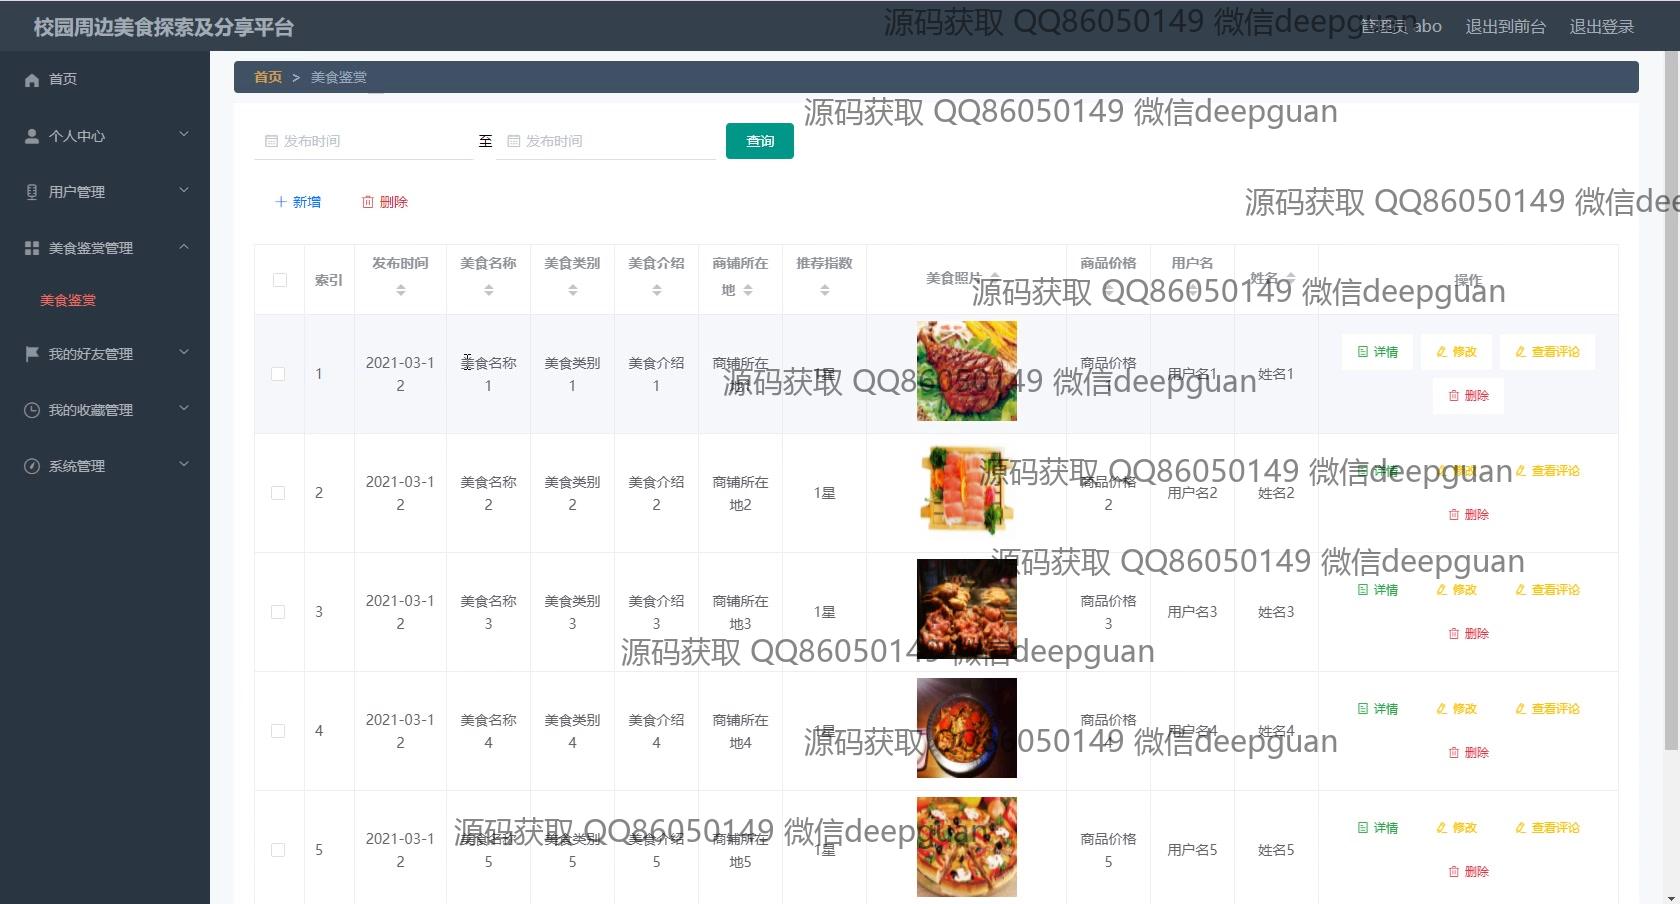 校园周边美食探索及分享平台
源码获取 QQ86050149 微信deepguan
管理员 abo 退出到前台 退出登录
首页
个人中心
用户管理
美食鉴赏管理
美食鉴赏
我的好友管理
我的收藏管理
系统管理
首页 > 美食鉴赏
源码获取 QQ86050149 微信deepguan
发布时间 至 发布时间 查询
源码获取 QQ86050149 微信dee
新增 删除
索引 发布时间 美食名称 美食类别 美食介绍 商铺所在地 推荐指数 美食照片 商品价格 用户名 姓名 操作
源码获取 QQ86050149 微信deepguan
1 2021-03-12 美食名称1 美食类别1 美食介绍1 商铺所在地1 1星 商品价格1 用户名1 姓名1 详情 修改 查看评论 删除
源码获取 QQ86050149 微信deepguan
2 2021-03-12 美食名称2 美食类别2 美食介绍2 商铺所在地2 1星 商品价格2 用户名2 姓名2 详情 修改 查看评论 删除
源码获取 QQ86050149 微信deepguan
3 2021-03-12 美食名称3 美食类别3 美食介绍3 商铺所在地3 1星 商品价格3 用户名3 姓名3 详情 修改 查看评论 删除
源码获取 QQ86050149 微信deepguan
源码获取 QQ86050149 微信deepguan
4 2021-03-12 美食名称4 美食类别4 美食介绍4 商铺所在地4 1星 商品价格4 用户名4 姓名4 详情 修改 查看评论 删除
源码获取 QQ86050149 微信deepguan
5 2021-03-12 美食名称5 美食类别5 美食介绍5 商铺所在地5 1星 商品价格5 用户名5 姓名5 详情 修改 查看评论 删除
源码获取 QQ86050149 微信deepguan